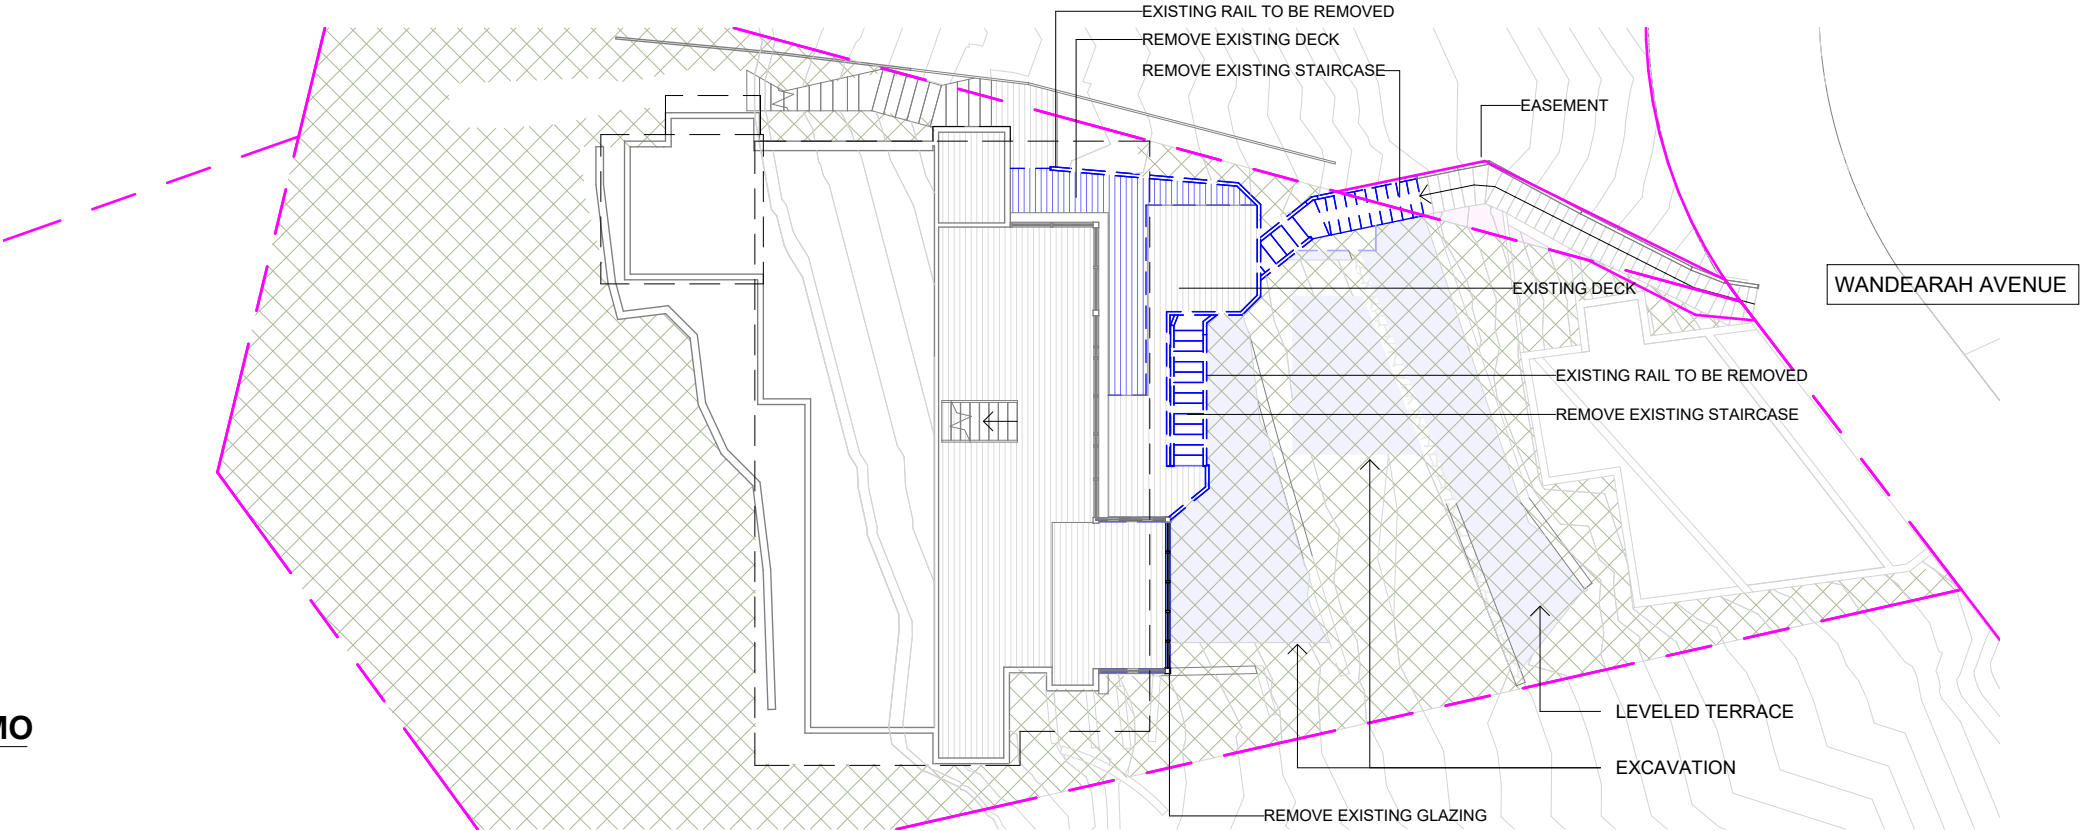 EXISTING RAIL TO BE REMOVED
REMOVE EXISTING DECK
REMOVE EXISTING STAIRCASE
EASEMENT
WANDEARAH AVENUE
EXISTING DECK
EXISTING RAIL TO BE REMOVED
REMOVE EXISTING STAIRCASE
LEVELED TERRACE
MO
EXCAVATION
REMOVE EXISTING GLAZING